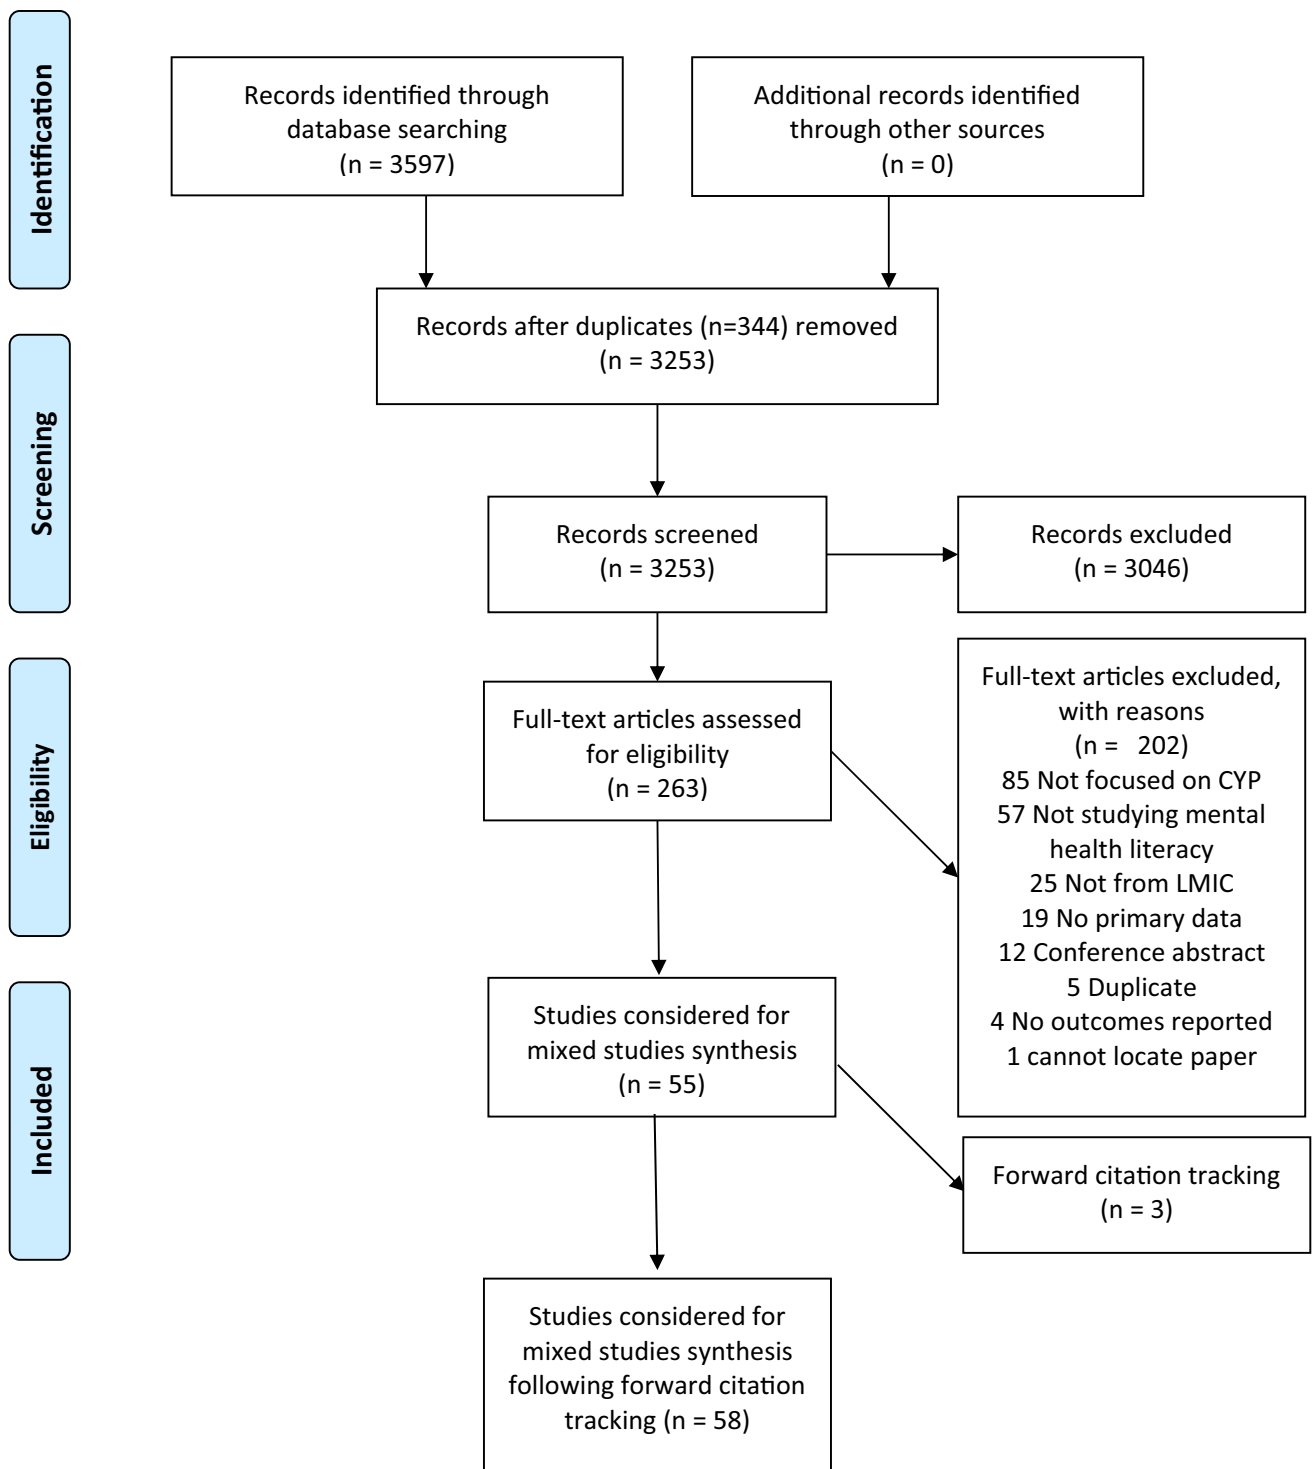 Identification
Records identified through
database searching
(n = 3597)
Additional records identified
through other sources
(n = 0)
Records after duplicates (n=344) removed
(n = 3253)
Screening
Records screened
(n = 3253)
Records excluded
(n = 3046)
Eligibility
Full-text articles assessed
for eligibility
(n = 263)
Full-text articles excluded,
with reasons
(n =   202)
85 Not focused on CYP
57 Not studying mental
health literacy
25 Not from LMIC
19 No primary data
12 Conference abstract
5 Duplicate
4 No outcomes reported
1 cannot locate paper
Included
Studies considered for
mixed studies synthesis
(n = 55)
Forward citation tracking
(n = 3)
Studies considered for
mixed studies synthesis
following forward citation
tracking (n = 58)